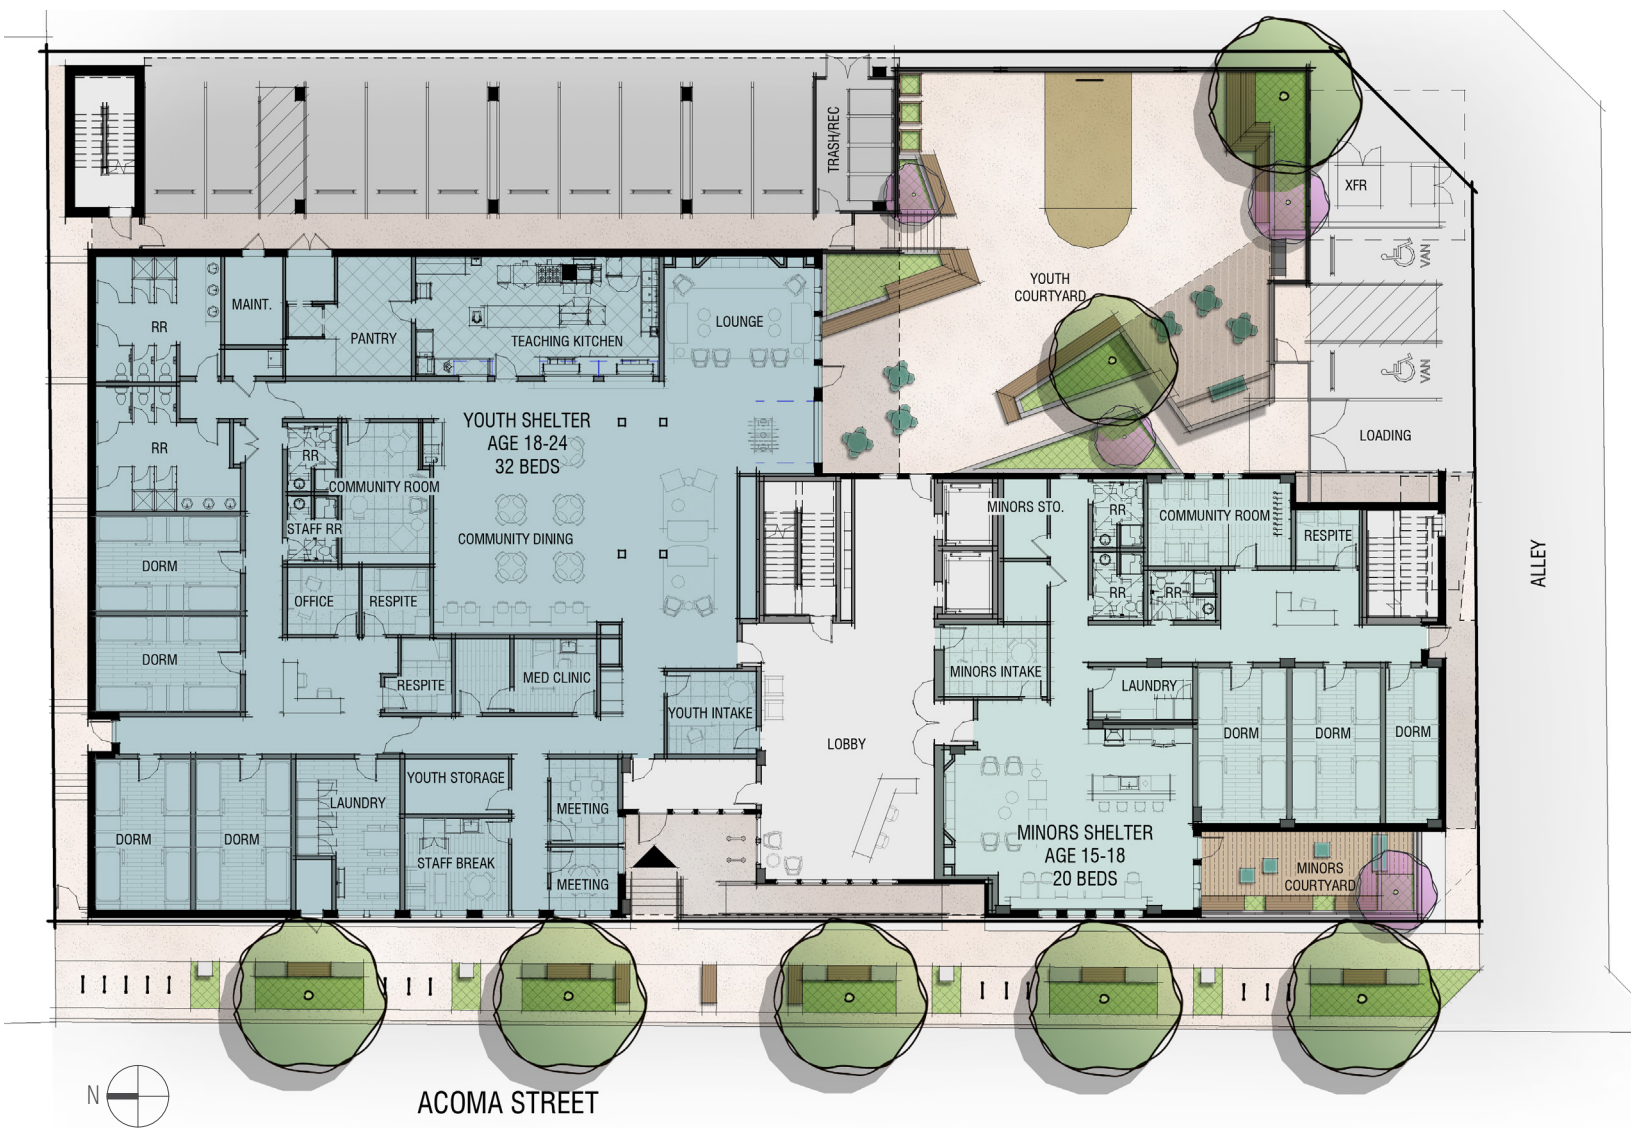 TRASH/REC
XFR
VAN
RR
MAINT.
PANTRY
TEACHING KITCHEN
LOUNGE
YOUTH
COURTYARD
VAN
YOUTH SHELTER
AGE 18-24
32 BEDS
LOADING
RR
RR
COMMUNITY ROOM
STAFF RR
COMMUNITY DINING
MINORS STO.
RR
COMMUNITY ROOM
RESPITE
ALLEY
DORM
OFFICE
RESPITE
RR
RR
DORM
RESPITE
MED CLINIC
YOUTH INTAKE
MINORS INTAKE
LAUNDRY
LOBBY
DORM
DORM
DORM
YOUTH STORAGE
LAUNDRY
MEETING
DORM
DORM
STAFF BREAK
MEETING
MINORS SHELTER
AGE 15-18
20 BEDS
MINORS
COURTYARD
N
ACOMA STREET